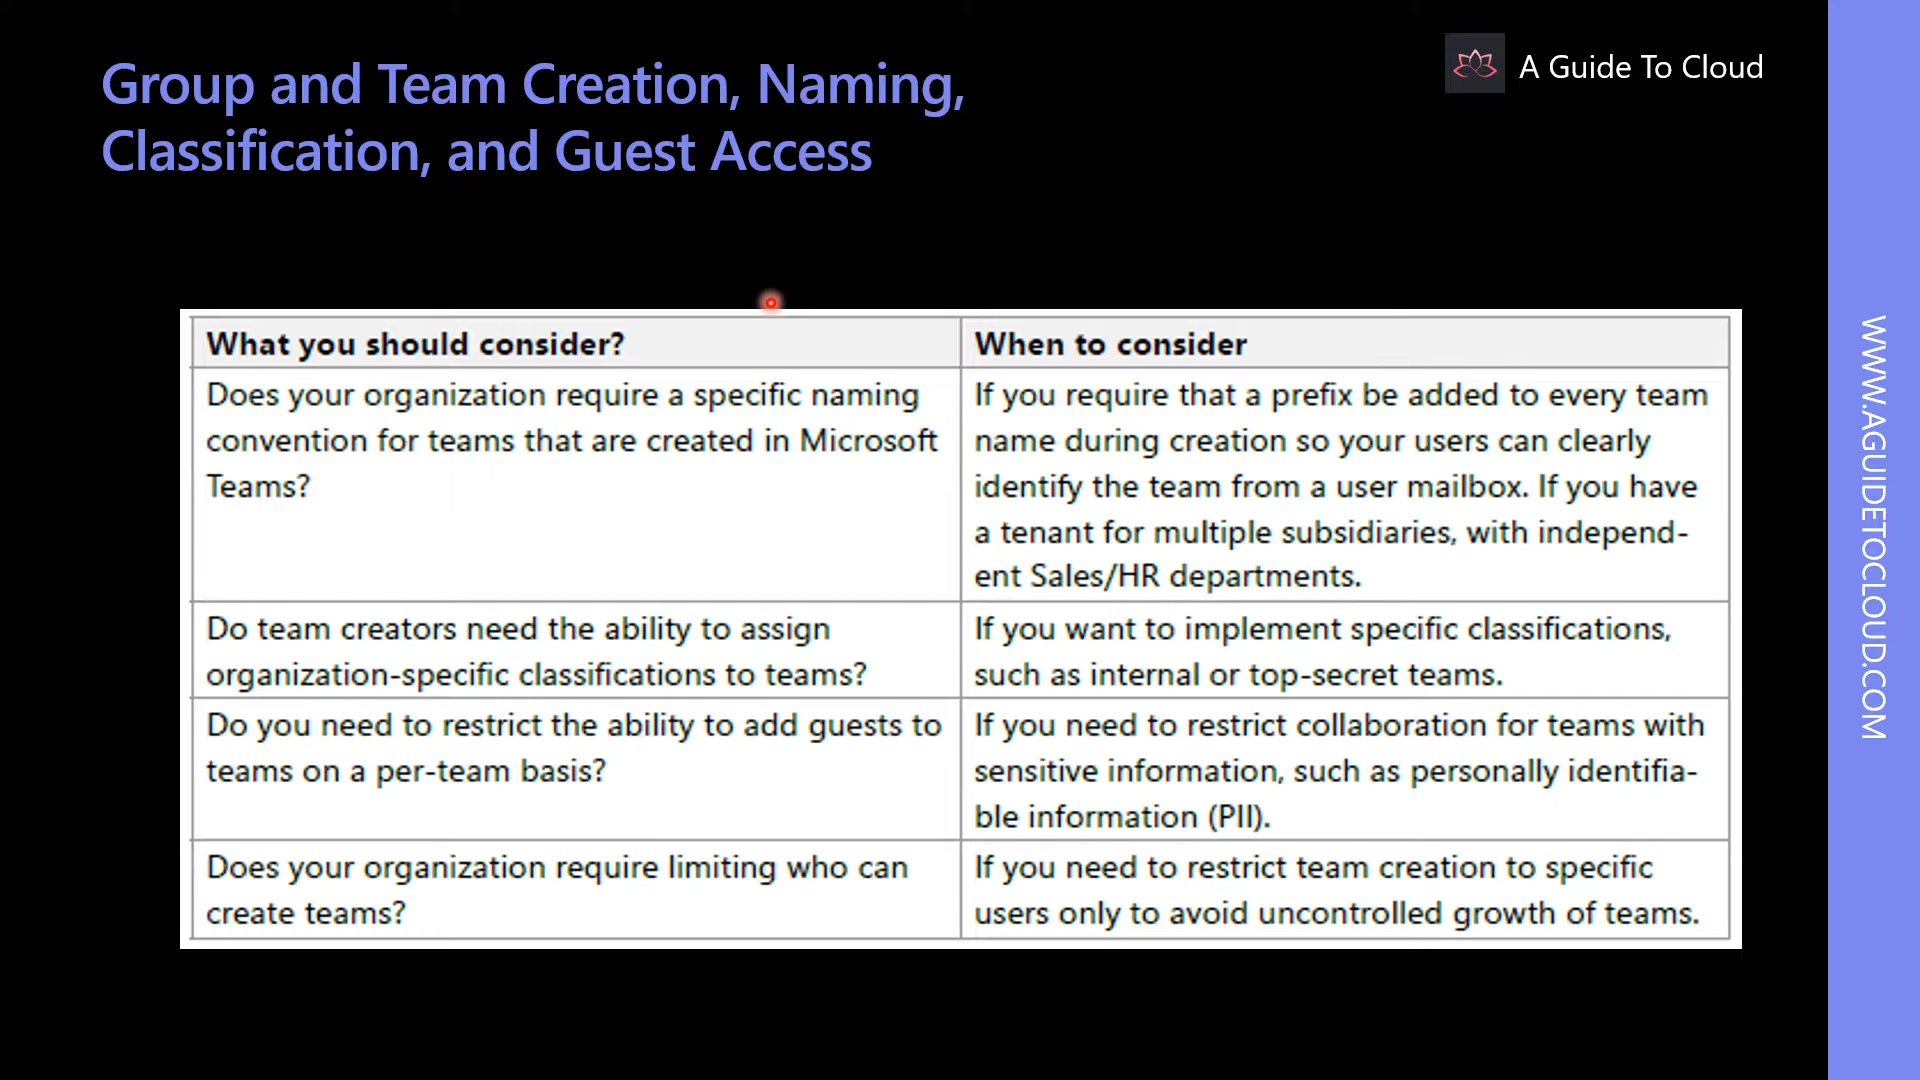 Group and Team Creation, Naming,
Classification, and Guest Access
A Guide To Cloud
What you should consider?
When to consider
Does your organization require a specific naming
convention for teams that are created in Microsoft
Teams?
If you require that a prefix be added to every team
name during creation so your users can clearly
identify the team from a user mailbox. If you have
a tenant for multiple subsidiaries, with independ-
ent Sales/HR departments.
Do team creators need the ability to assign
organization-specific classifications to teams?
If you want to implement specific classifications,
such as internal or top-secret teams.
Do you need to restrict the ability to add guests to
teams on a per-team basis?
If you need to restrict collaboration for teams with
sensitive information, such as personally identifia-
ble information (PII).
Does your organization require limiting who can
create teams?
If you need to restrict team creation to specific
users only to avoid uncontrolled growth of teams.
WWW.AGUIDETOCLOUD.COM